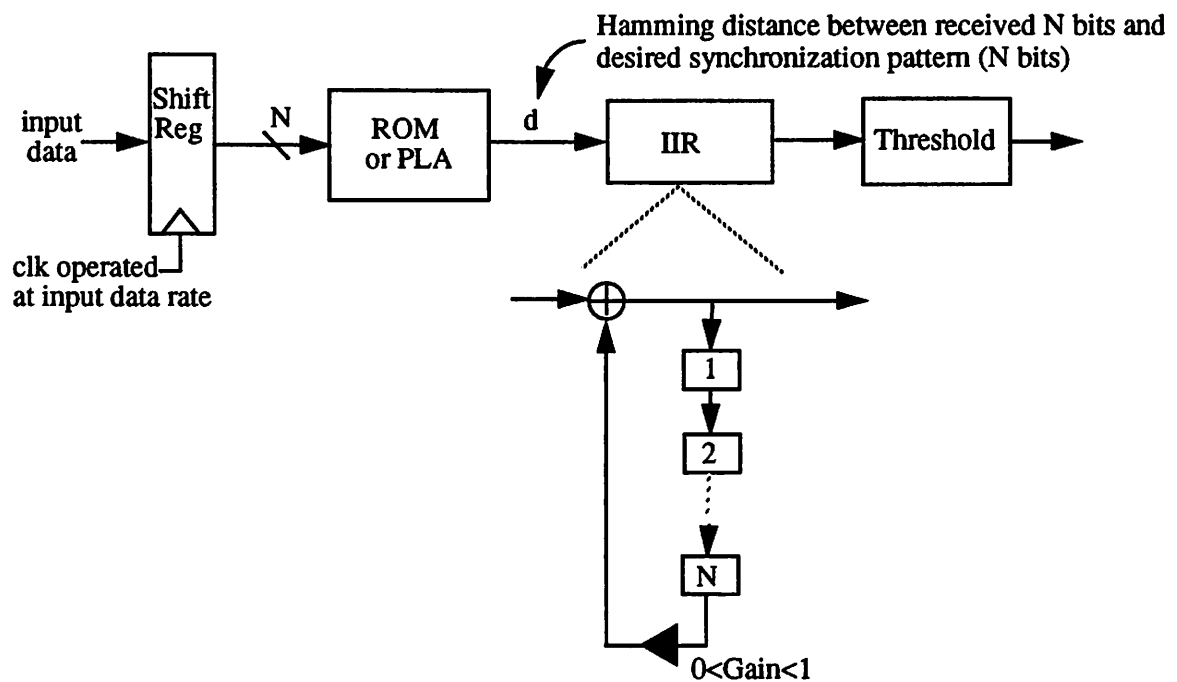 Hamming distance between received N bits and
desired synchronization pattern (N bits)
input
data
Shift
Reg
N
ROM
or PLA
d
IIR
Threshold
clk operated
at input data rate
1
2
N
0<Gain<1